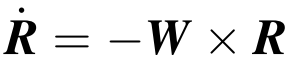 Ṙ = −W × R